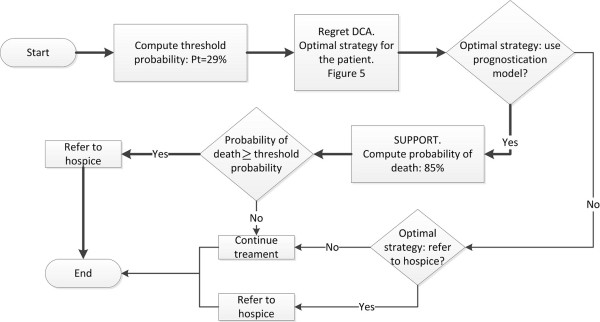 Start
Compute threshold
probability: Pt=29%
Regret DCA.
Optimal strategy for
the patient.
Figure 5
Optimal strategy: use
prognostication
model?
Yes
No
SUPPORT.
Compute probability of
death: 85%
Probability of
death ≥ threshold
probability
Yes
Refer to
hospice
No
Continue
treament
Optimal
strategy: refer
to hospice?
No
Yes
Refer to
hospice
End